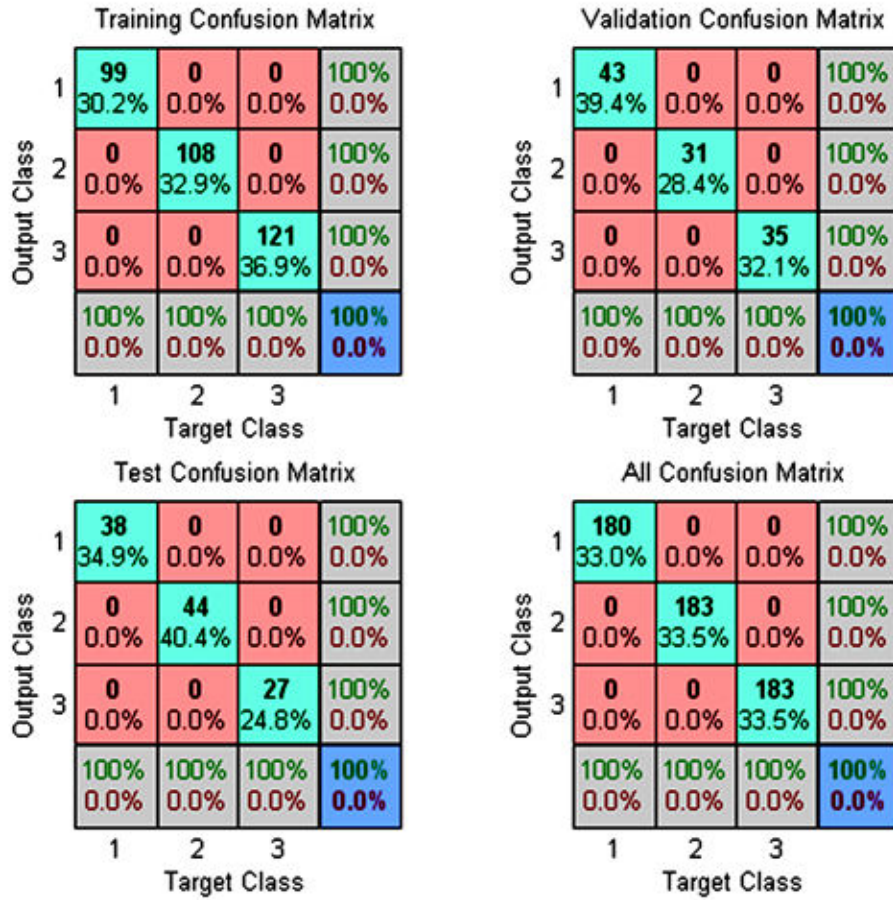 Training Confusion Matrix
Output Class
1
99 0 0 100%
30.2% 0.0% 0.0% 0.0%
2
0 108 0 100%
0.0% 32.9% 0.0% 0.0%
3
0 0 121 100%
0.0% 0.0% 36.9% 0.0%
100% 100% 100% 100%
0.0% 0.0% 0.0% 0.0%
1 2 3
Target Class
Validation Confusion Matrix
Output Class
1
43 0 0 100%
39.4% 0.0% 0.0% 0.0%
2
0 31 0 100%
0.0% 28.4% 0.0% 0.0%
3
0 0 35 100%
0.0% 0.0% 32.1% 0.0%
100% 100% 100% 100%
0.0% 0.0% 0.0% 0.0%
1 2 3
Target Class
Test Confusion Matrix
Output Class
1
38 0 0 100%
34.9% 0.0% 0.0% 0.0%
2
0 44 0 100%
0.0% 40.4% 0.0% 0.0%
3
0 0 27 100%
0.0% 0.0% 24.8% 0.0%
100% 100% 100% 100%
0.0% 0.0% 0.0% 0.0%
1 2 3
Target Class
All Confusion Matrix
Output Class
1
180 0 0 100%
33.0% 0.0% 0.0% 0.0%
2
0 183 0 100%
0.0% 33.5% 0.0% 0.0%
3
0 0 183 100%
0.0% 0.0% 33.5% 0.0%
100% 100% 100% 100%
0.0% 0.0% 0.0% 0.0%
1 2 3
Target Class